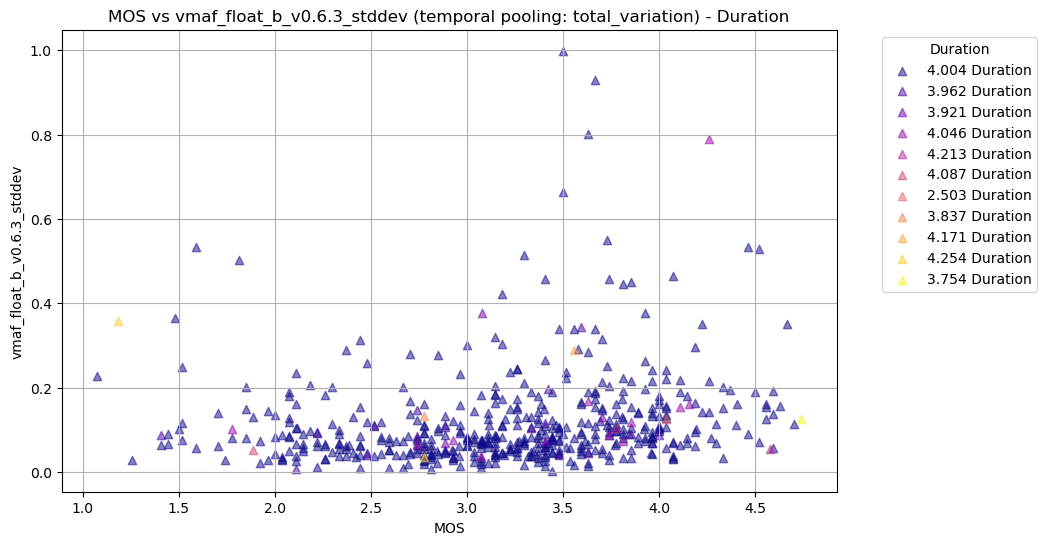 MOS vs vmaf_float_b_v0.6.3_stddev (temporal pooling: total_variation) - Duration
1.0
0.8
0.6
0.4
0.2
0.0
vmaf_float_b_v0.6.3_stddev
1.0 1.5 2.0 2.5 3.0 3.5 4.0 4.5
MOS
Duration
4.004 Duration
3.962 Duration
3.921 Duration
4.046 Duration
4.213 Duration
4.087 Duration
2.503 Duration
3.837 Duration
4.171 Duration
4.254 Duration
3.754 Duration